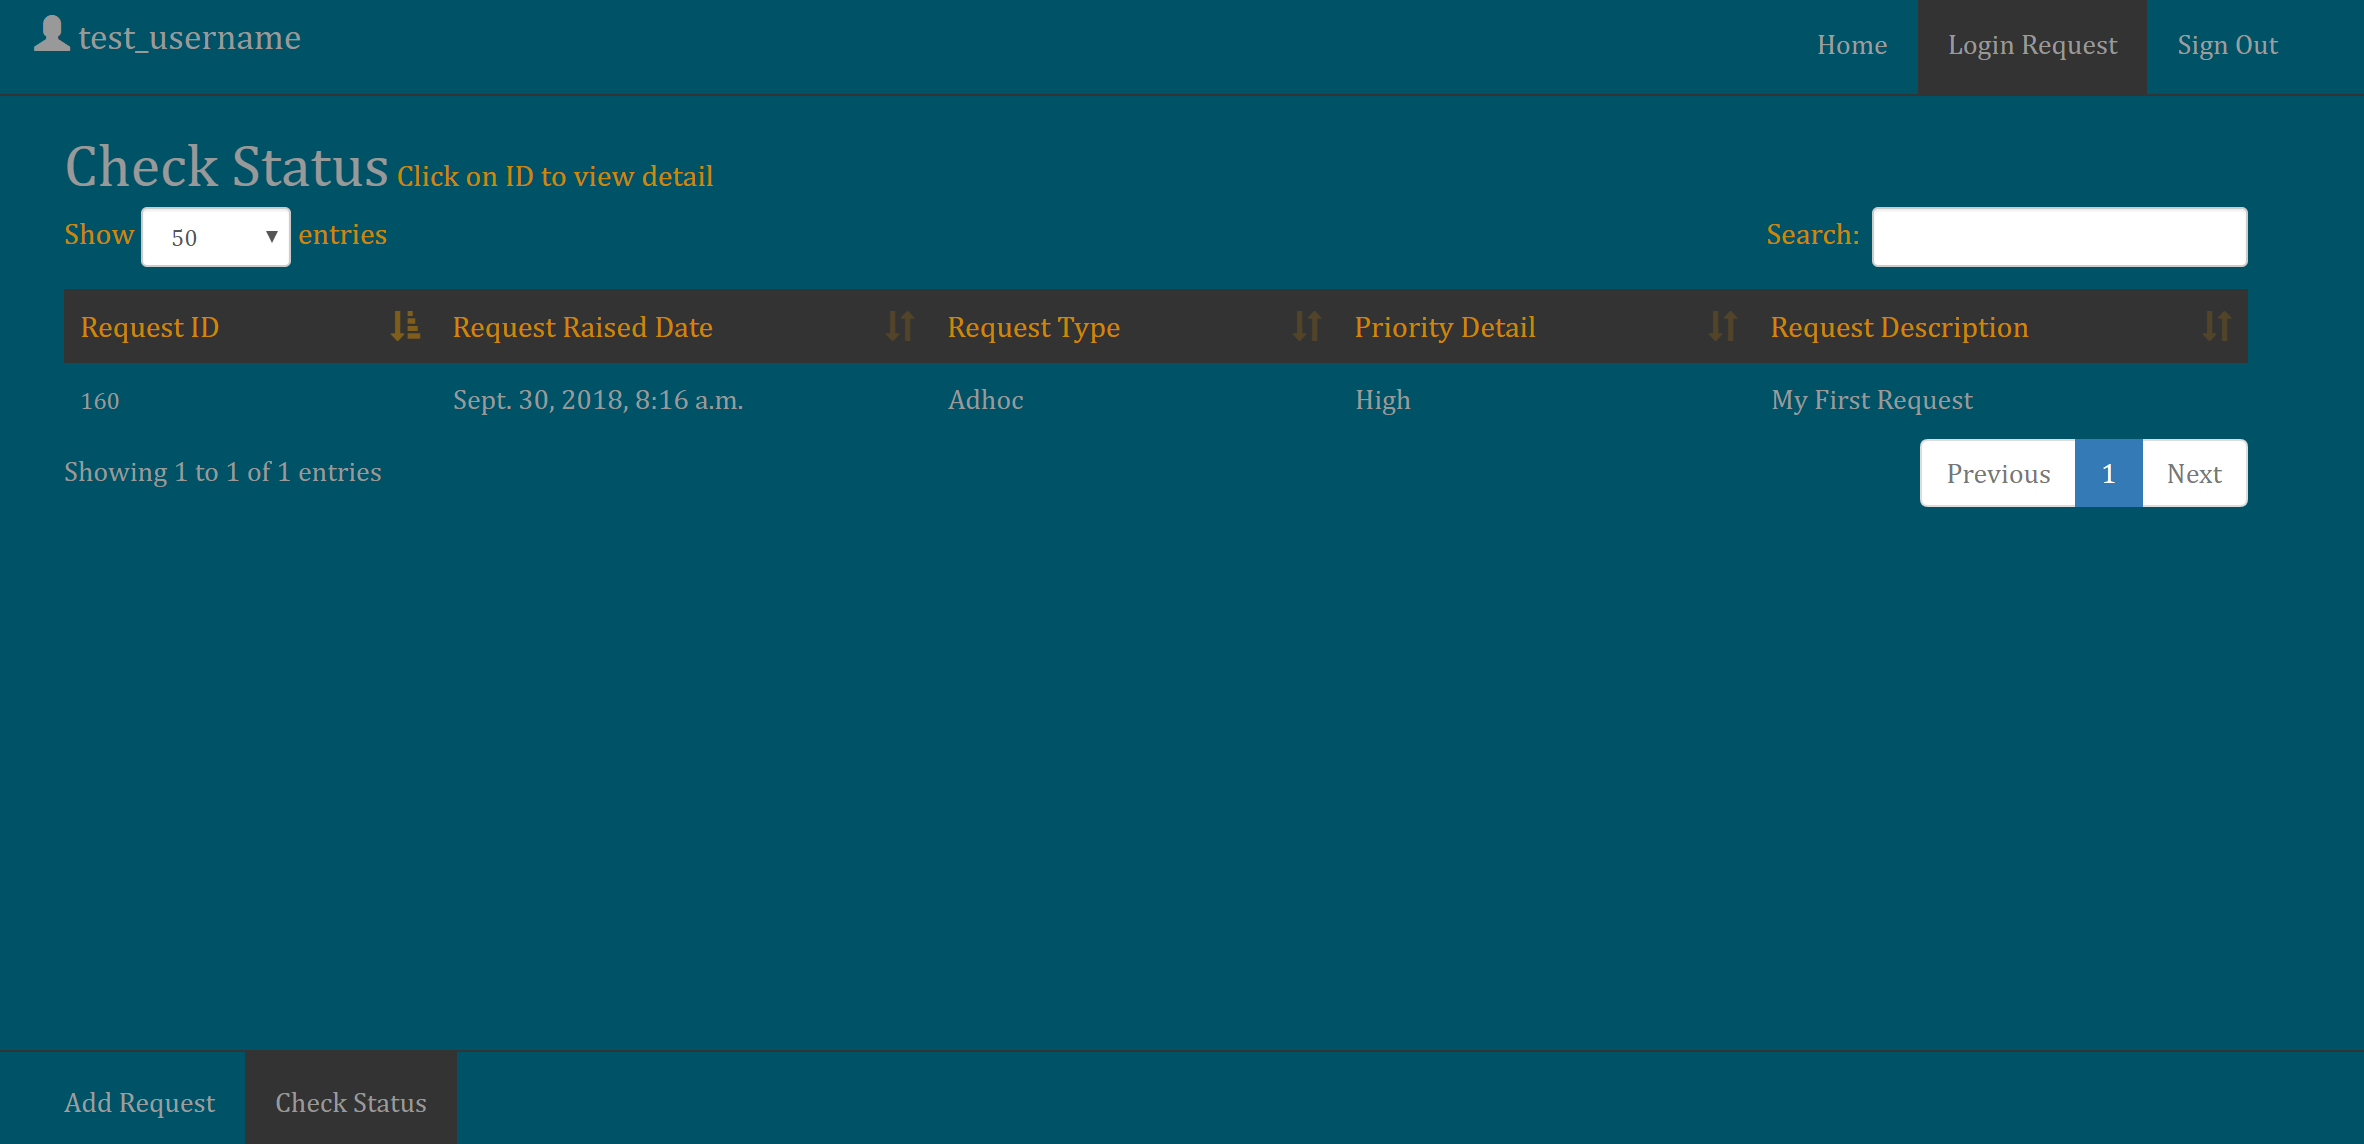 test_username
Home Login Request Sign Out
Check Status Click on ID to view detail
Show 50 entries Search:
Request ID Request Raised Date Request Type Priority Detail Request Description
160 Sept. 30, 2018, 8:16 a.m. Adhoc High My First Request
Showing 1 to 1 of 1 entries Previous 1 Next
Add Request Check Status